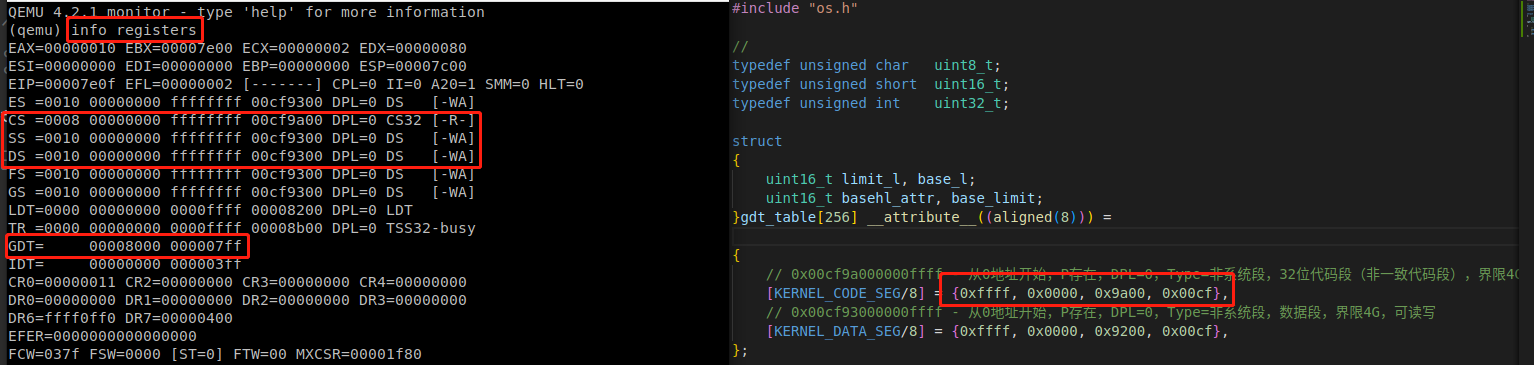 QEMU 4.2.1 monitor - type 'help' for more information
(qemu) info registers
EAX=00000010 EBX=00007e00 ECX=00000002 EDX=00000080
ESI=00000000 EDI=00000000 EBP=00000000 ESP=00007c00
EIP=00007e0f EFL=00000002 [-------] CPL=0 II=0 A20=1 SMM=0 HLT=0
ES =0010 00000000 ffffffff 00cf9300 DPL=0 DS   [-WA]
CS =0008 00000000 ffffffff 00cf9a00 DPL=0 CS32 [-R-]
SS =0010 00000000 ffffffff 00cf9300 DPL=0 DS   [-WA]
DS =0010 00000000 ffffffff 00cf9300 DPL=0 DS   [-WA]
FS =0010 00000000 ffffffff 00cf9300 DPL=0 DS   [-WA]
GS =0010 00000000 ffffffff 00cf9300 DPL=0 DS   [-WA]
LDT=0000 00000000 0000ffff 00008200 DPL=0 LDT
TR =0000 00000000 0000ffff 00008b00 DPL=0 TSS32-busy
GDT=     00008000 000007ff
IDT=     00000000 000003ff
CR0=00000011 CR2=00000000 CR3=00000000 CR4=00000000
DR0=00000000 DR1=00000000 DR2=00000000 DR3=00000000
DR6=ffff0ff0 DR7=00000400
EFER=0000000000000000
FCW=037f FSW=0000 [ST=0] FTW=00 MXCSR=00001f80
#include "os.h"
//
typedef unsigned char   uint8_t;
typedef unsigned short  uint16_t;
typedef unsigned int    uint32_t;
struct
{
    uint16_t limit_l, base_l;
    uint16_t basehl_attr, base_limit;
}gdt_table[256] __attribute__((aligned(8))) =
{
    // 0x00cf9a000000ffff - 从0地址开始，P存在，DPL=0，Type=非系统段，32位代码段（非一致代码段），界限4G
    [KERNEL_CODE_SEG/8] = {0xffff, 0x0000, 0x9a00, 0x00cf},
    // 0x00cf93000000ffff - 从0地址开始，P存在，DPL=0，Type=非系统段，数据段，界限4G，可读写
    [KERNEL_DATA_SEG/8] = {0xffff, 0x0000, 0x9200, 0x00cf},
};